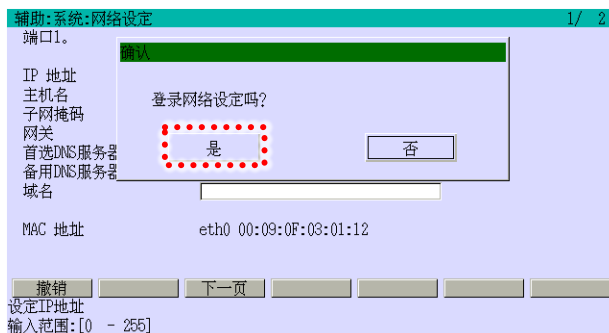 辅助:系统:网络设定 1/ 2
端口1。
确认
IP 地址
主机名
登录网络设定吗?
子网掩码
网关
首选DNS服务器
是 否
备用DNS服务器
域名
MAC 地址 eth0 00:09:0F:03:01:12
撤销 下一页
设定IP地址
输入范围:[0 - 255]